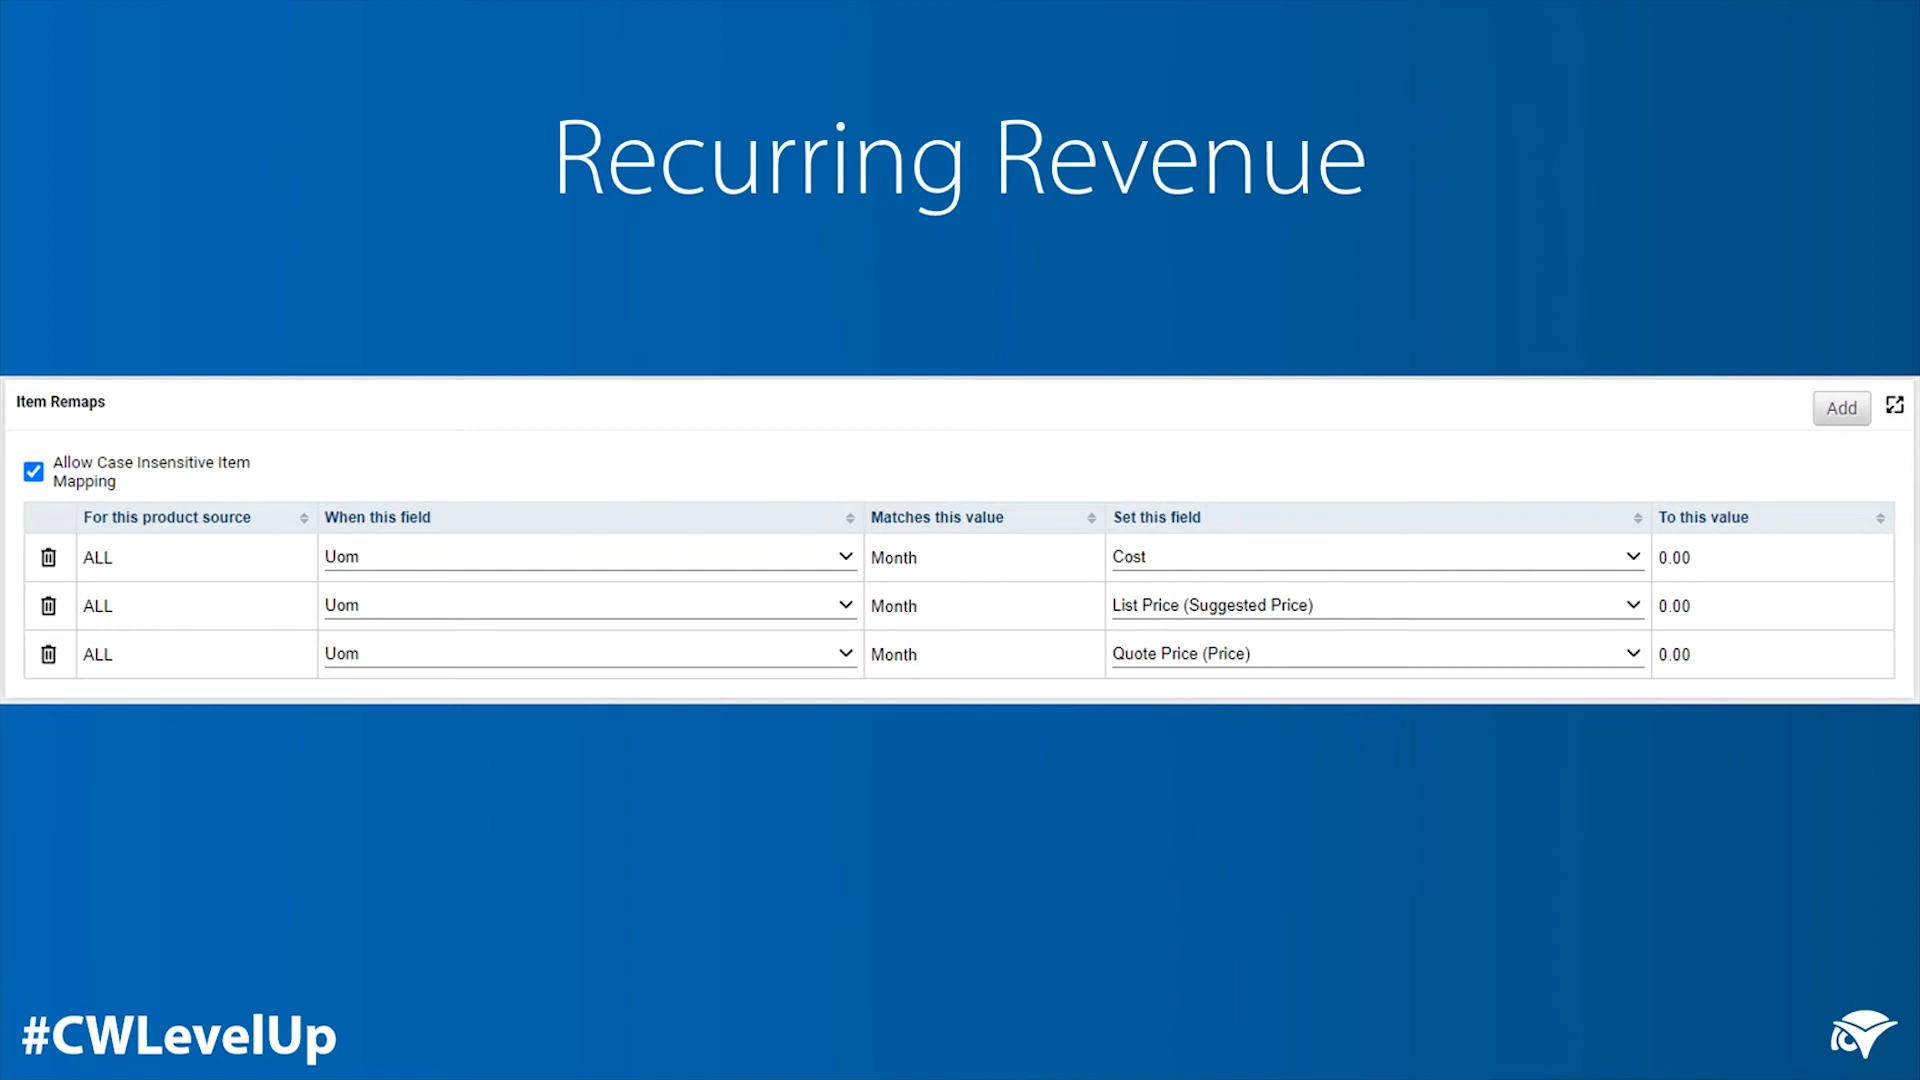 Recurring Revenue
Item Remaps
Add
Allow Case Insensitive Item
Mapping
For this product source When this field Matches this value Set this field To this value
ALL Uom Month Cost 0.00
ALL Uom Month List Price (Suggested Price) 0.00
ALL Uom Month Quote Price (Price) 0.00
#CWLevelUp